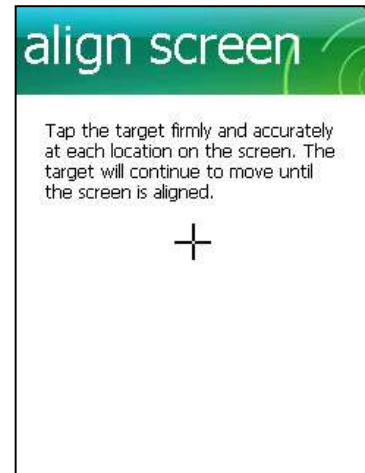 align screen
Tap the target firmly and accurately
at each location on the screen. The
target will continue to move until
the screen is aligned.